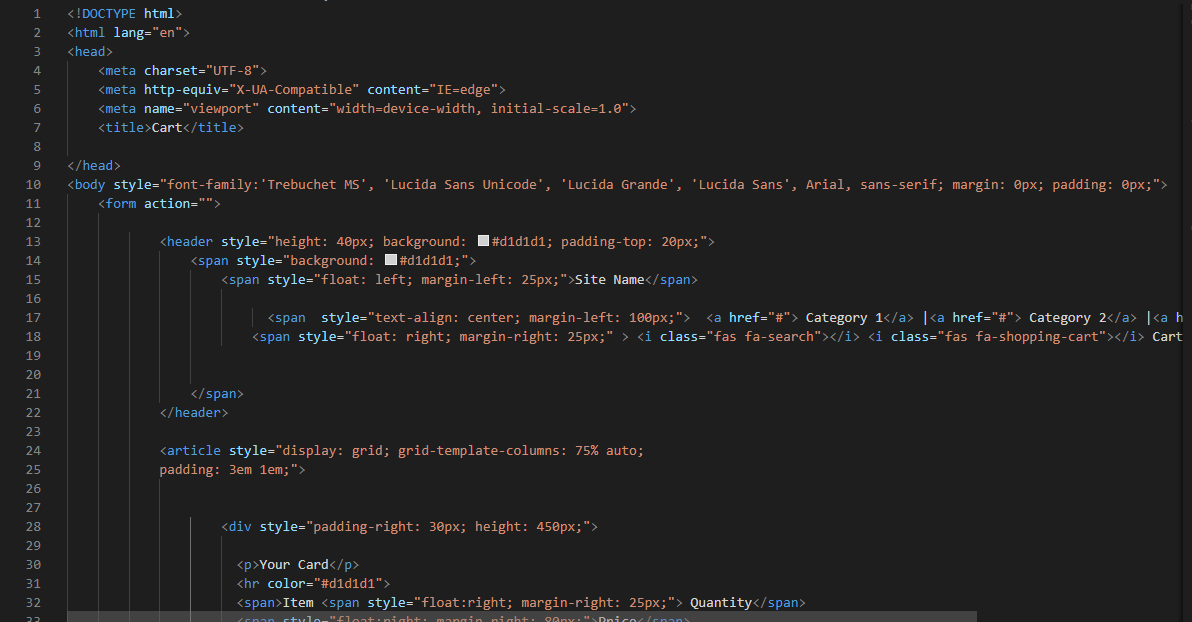 1 <!DOCTYPE html>
2 <html lang="en">
3 <head>
4 <meta charset="UTF-8">
5 <meta http-equiv="X-UA-Compatible" content="IE=edge">
6 <meta name="viewport" content="width=device-width, initial-scale=1.0">
7 <title>Cart</title>
8
9 </head>
10 <body style="font-family:'Trebuchet MS', 'Lucida Sans Unicode', 'Lucida Grande', 'Lucida Sans', Arial, sans-serif; margin: 0px; padding: 0px;">
11 <form action="">
12
13 <header style="height: 40px; background: #d1d1d1; padding-top: 20px;">
14 <span style="background: #d1d1d1;">
15 <span style="float: left; margin-left: 25px;">Site Name</span>
16
17 <span  style="text-align: center; margin-left: 100px;">  <a href="#"> Category 1</a> |<a href="#"> Category 2</a> |<a h
18 <span style="float: right; margin-right: 25px;" > <i class="fas fa-search"></i> <i class="fas fa-shopping-cart"></i> Cart
19
20
21 </span>
22 </header>
23
24 <article style="display: grid; grid-template-columns: 75% auto;
25 padding: 3em 1em;">
26
27
28 <div style="padding-right: 30px; height: 450px;">
29
30 <p>Your Card</p>
31 <hr color="#d1d1d1">
32 <span>Item <span style="float:right; margin-right: 25px;"> Quantity</span>
33 <span style="float:right; margin-right: 80px;">Price</span>